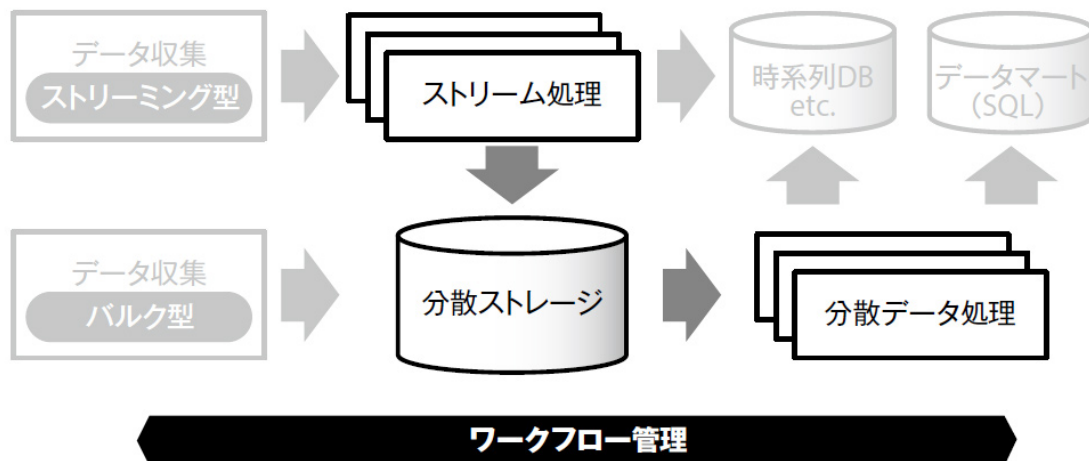 データ収集
ストリーミング型
ストリーム処理
時系列DB
etc.
データマート
(SQL)
データ収集
バルク型
分散ストレージ
分散データ処理
ワークフロー管理